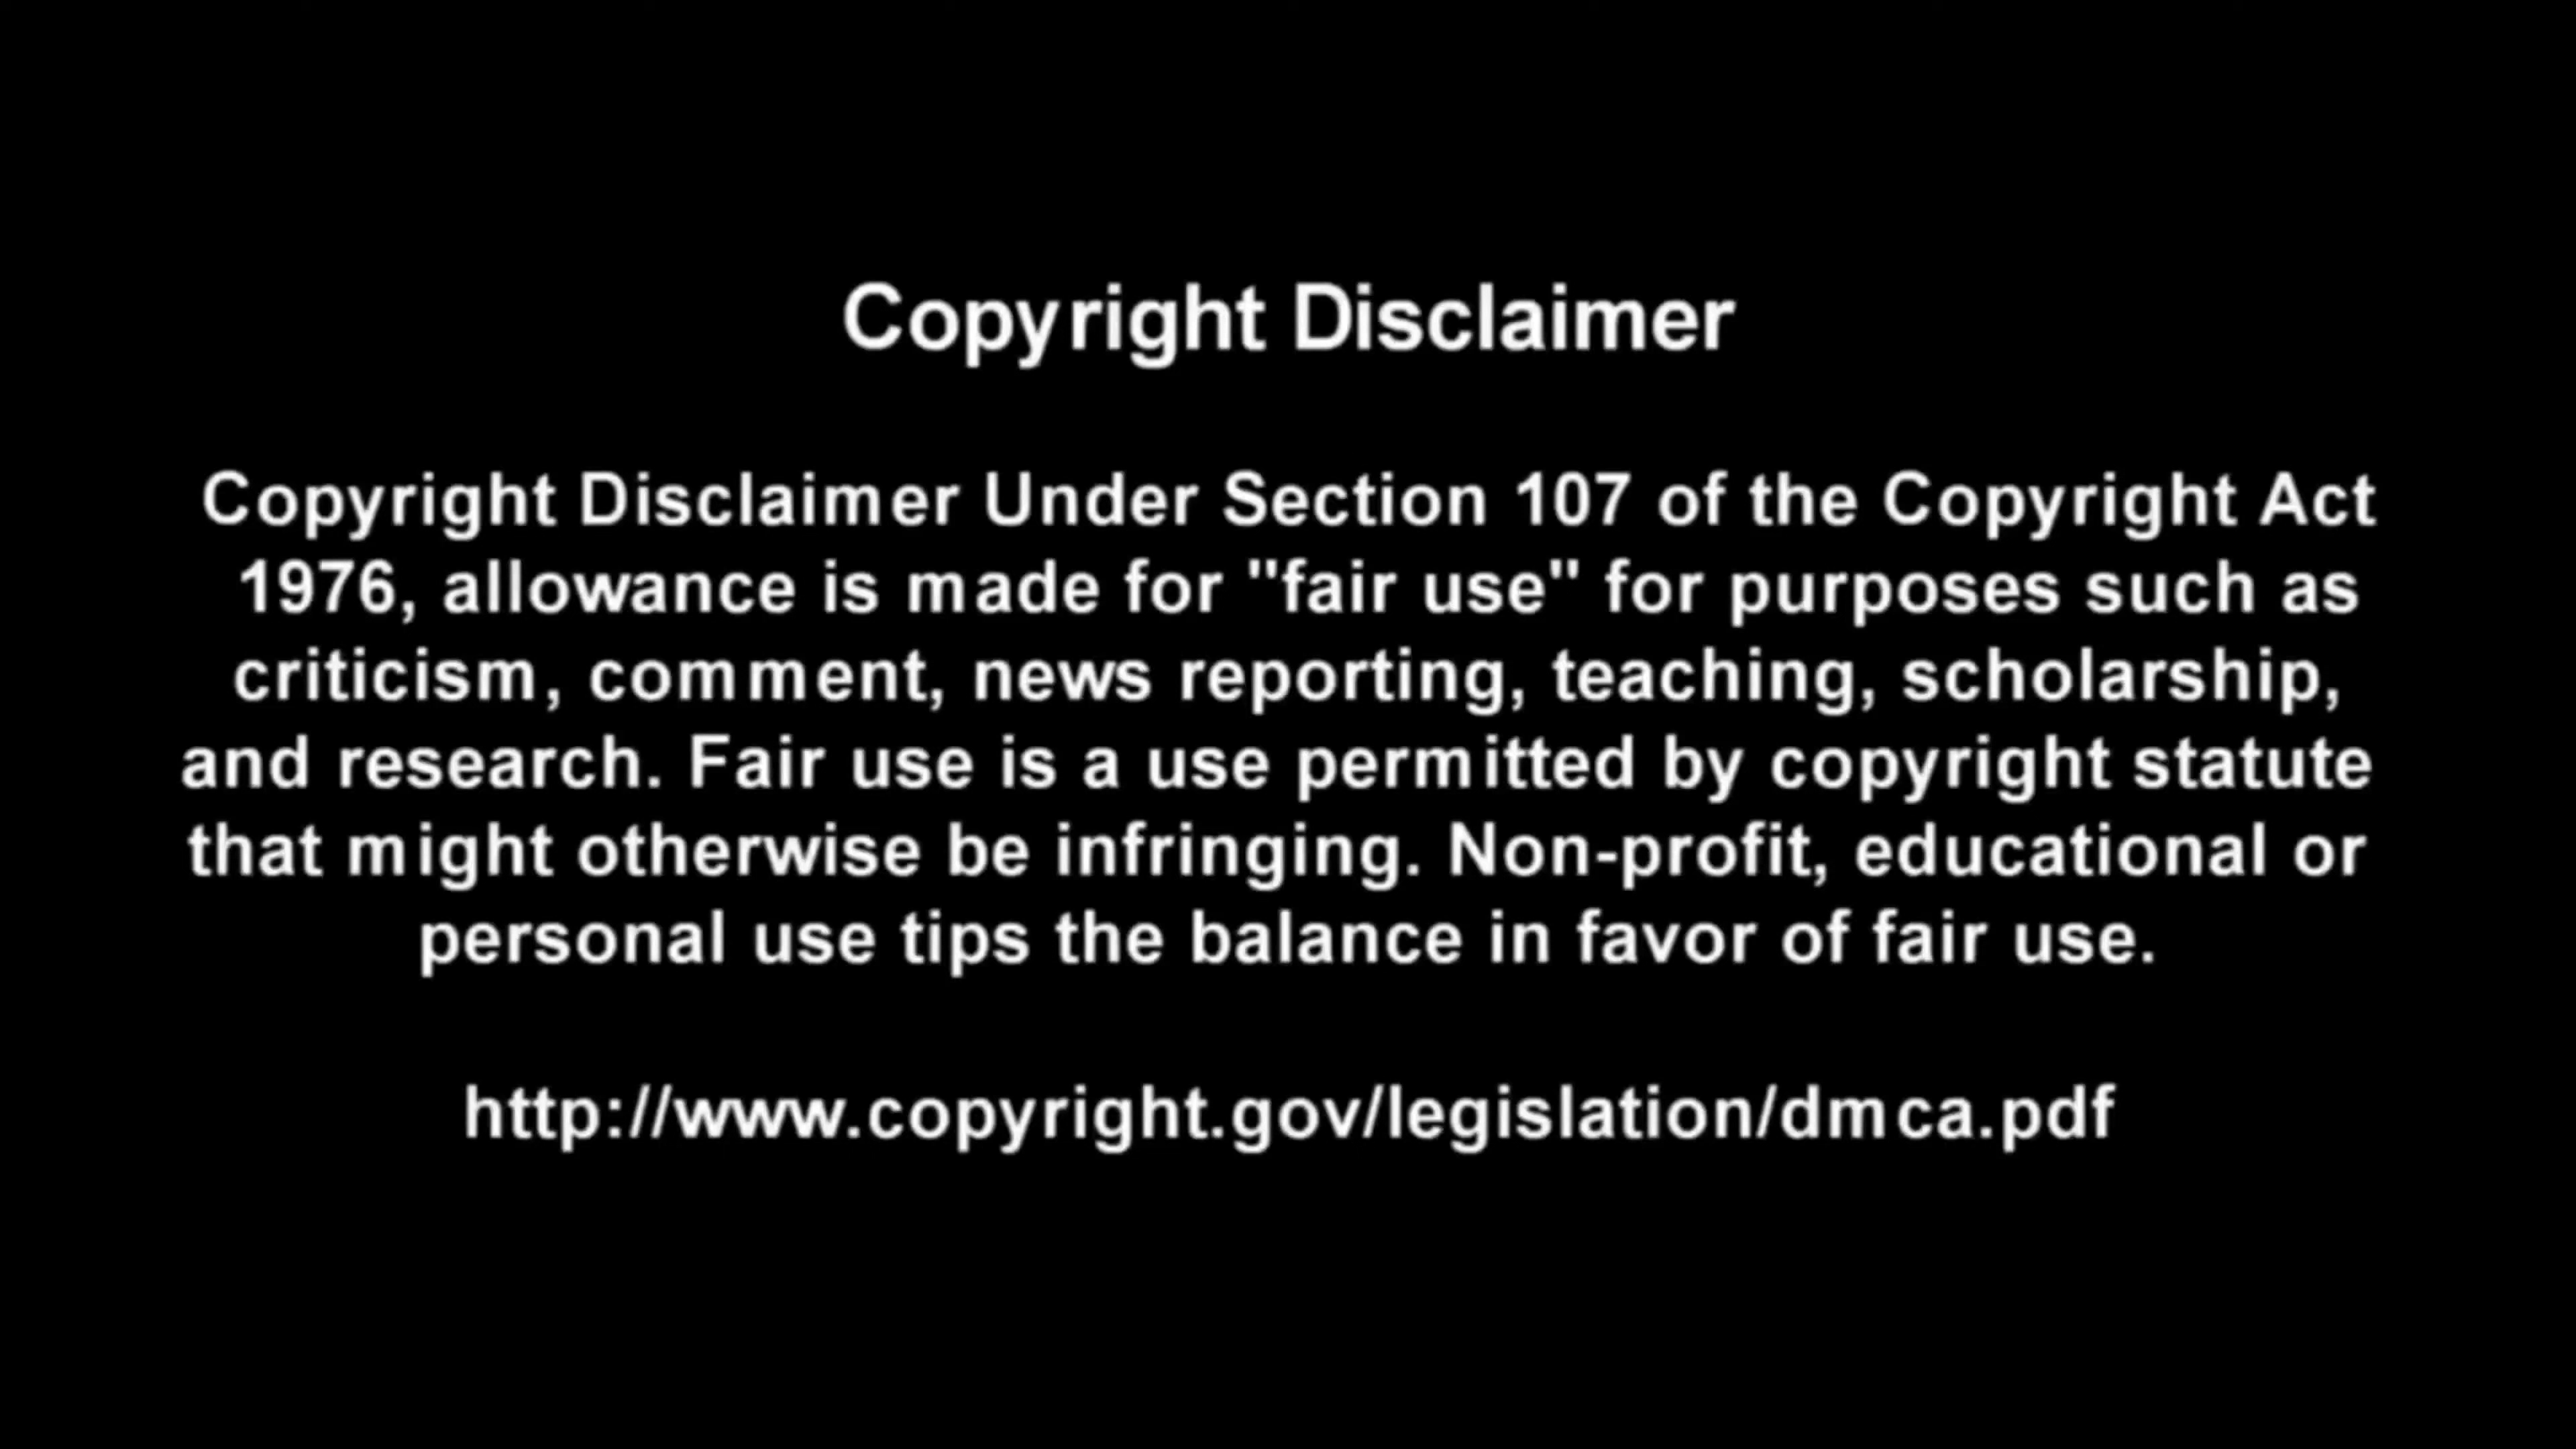 Copyright Disclaimer
Copyright Disclaimer Under Section 107 of the Copyright Act
1976, allowance is made for "fair use" for purposes such as
criticism, comment, news reporting, teaching, scholarship,
and research. Fair use is a use permitted by copyright statute
that might otherwise be infringing. Non-profit, educational or
personal use tips the balance in favor of fair use.
http://www.copyright.gov/legislation/dmca.pdf